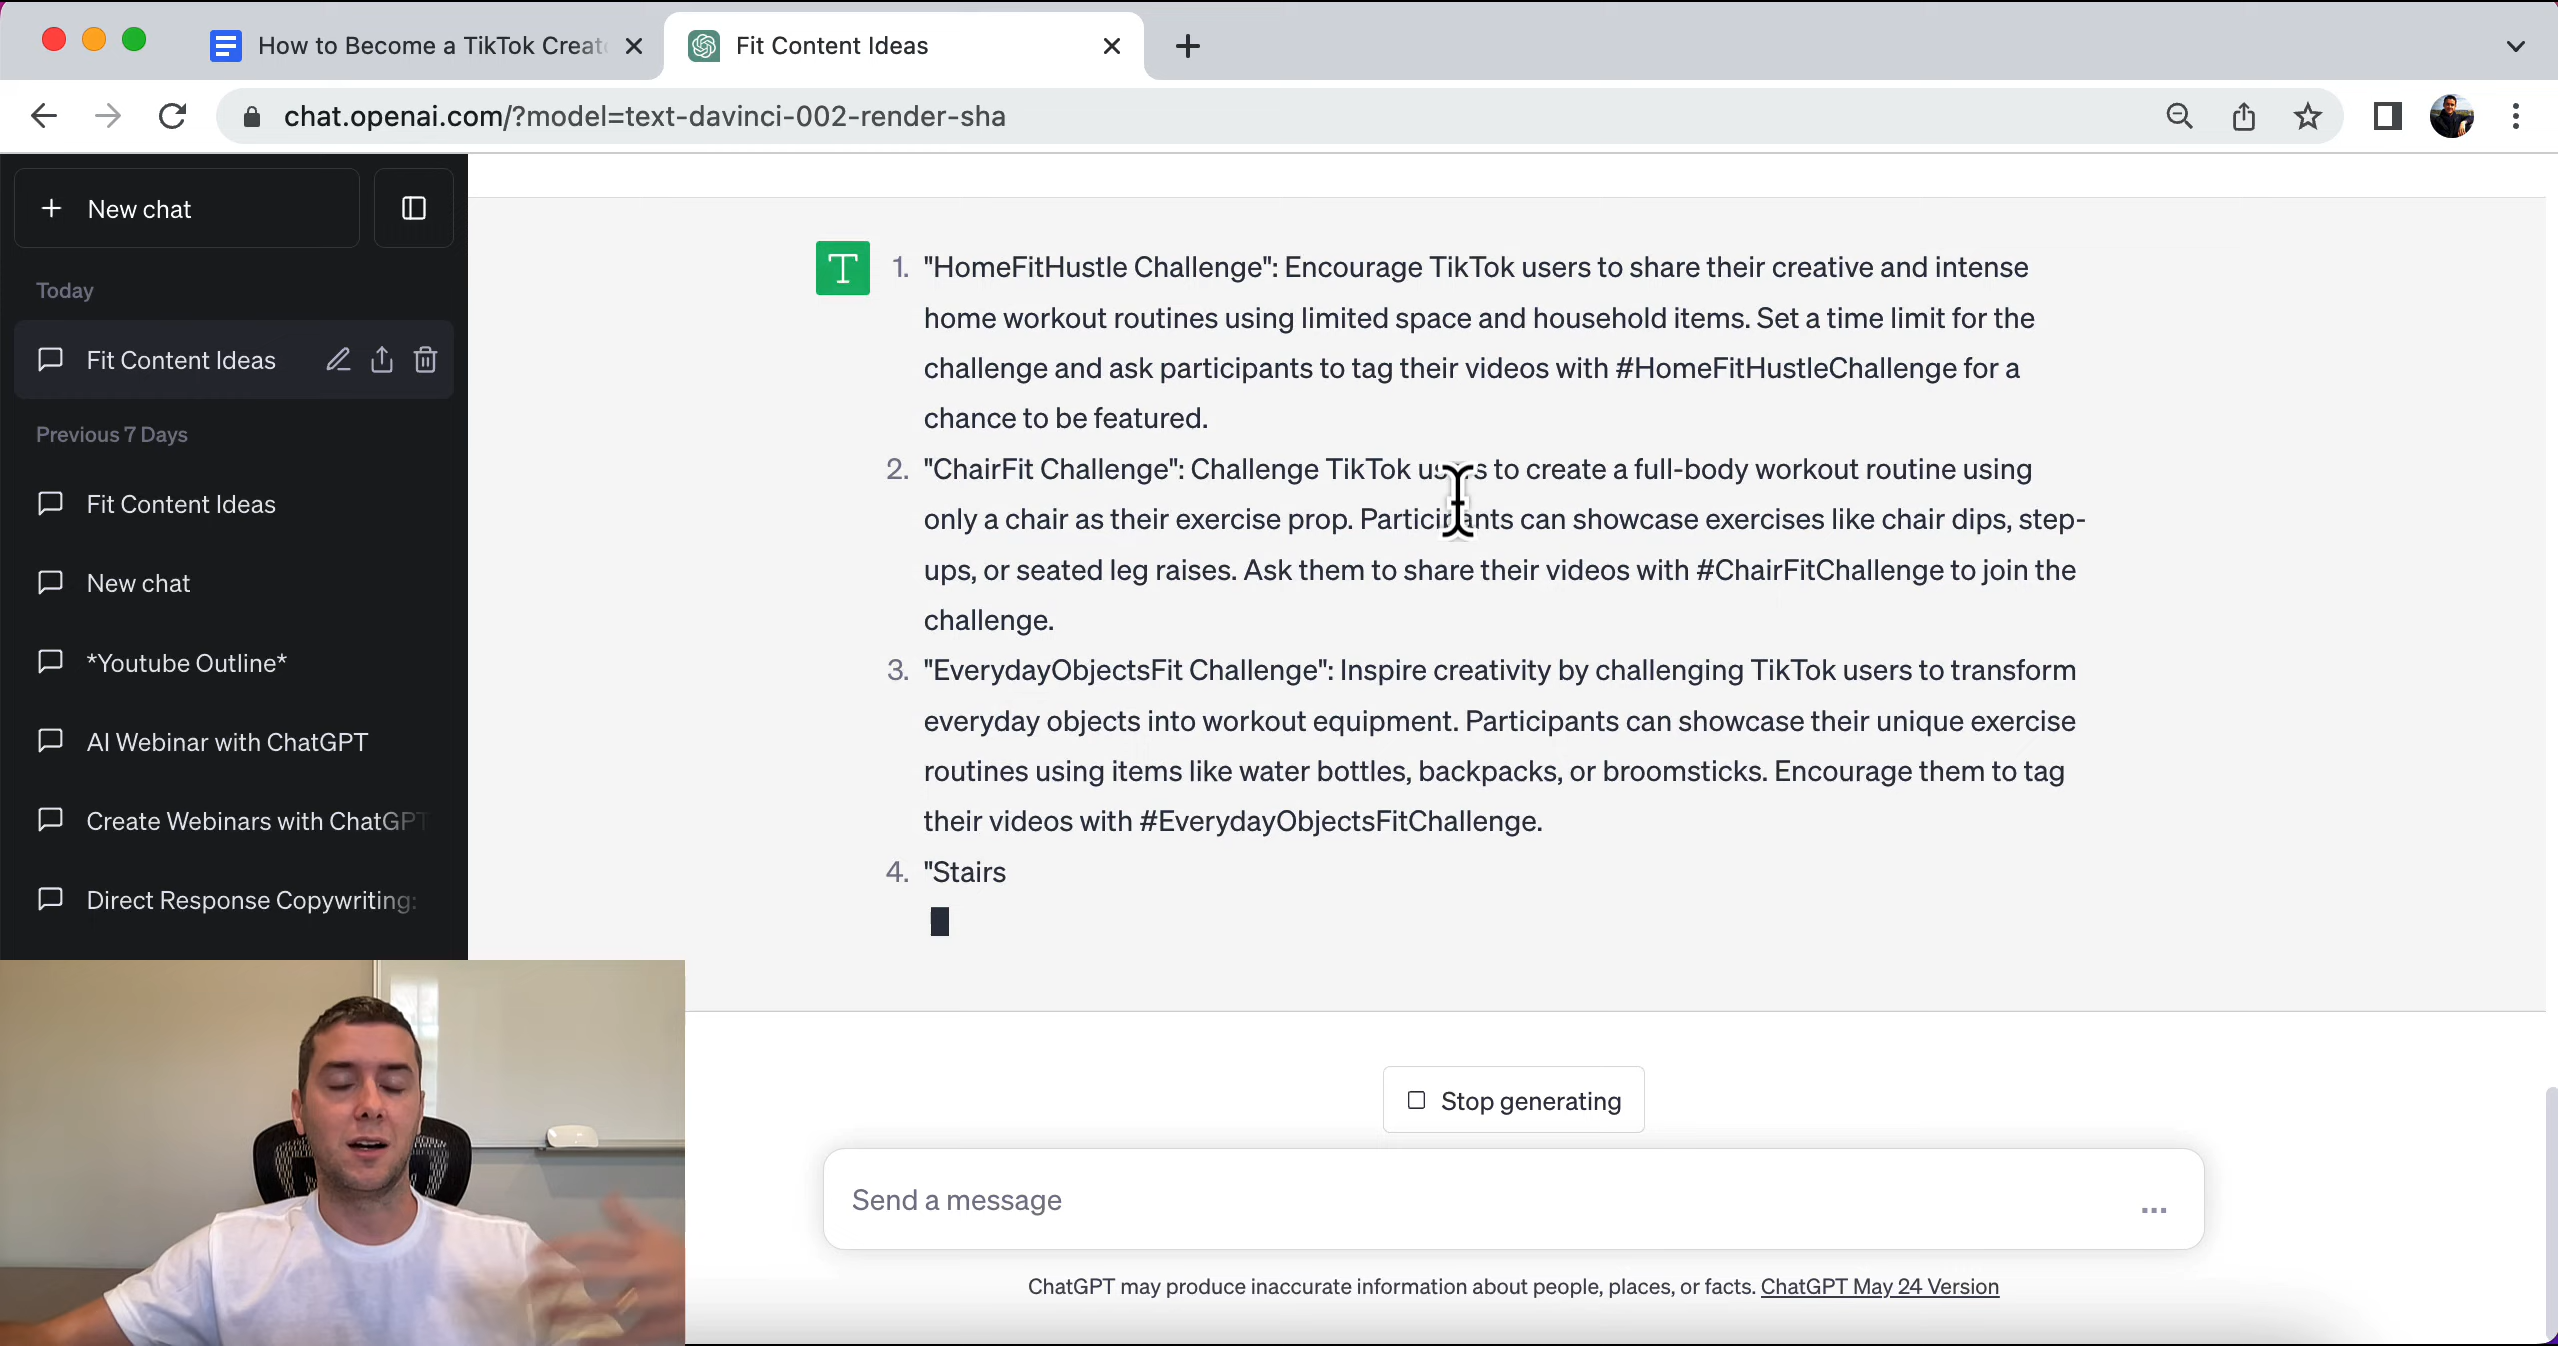 How to Become a TikTok Creat
Fit Content Ideas
chat.openai.com/?model=text-davinci-002-render-sha
New chat
Today
Fit Content Ideas
Previous 7 Days
Fit Content Ideas
New chat
*Youtube Outline*
AI Webinar with ChatGPT
Create Webinars with ChatGPT
Direct Response Copywriting:
T
1. "HomeFitHustle Challenge": Encourage TikTok users to share their creative and intense
home workout routines using limited space and household items. Set a time limit for the
challenge and ask participants to tag their videos with #HomeFitHustleChallenge for a
chance to be featured.
2. "ChairFit Challenge": Challenge TikTok users to create a full-body workout routine using
only a chair as their exercise prop. Participants can showcase exercises like chair dips, step-
ups, or seated leg raises. Ask them to share their videos with #ChairFitChallenge to join the
challenge.
3. "EverydayObjectsFit Challenge": Inspire creativity by challenging TikTok users to transform
everyday objects into workout equipment. Participants can showcase their unique exercise
routines using items like water bottles, backpacks, or broomsticks. Encourage them to tag
their videos with #EverydayObjectsFitChallenge.
4. "Stairs
Stop generating
Send a message
ChatGPT may produce inaccurate information about people, places, or facts. ChatGPT May 24 Version